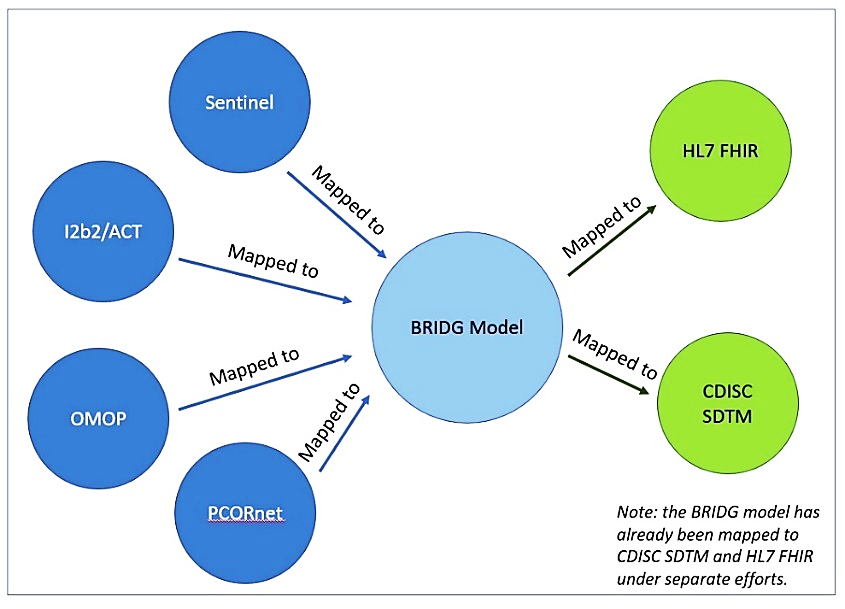 Sentinel
Mapped to
I2b2/ACT
Mapped to
OMOP
Mapped to
PCORnet
Mapped to
BRIDG Model
Mapped to
HL7 FHIR
Mapped to
CDISC
SDTM
Note: the BRIDG model has
already been mapped to
CDISC SDTM and HL7 FHIR
under separate efforts.